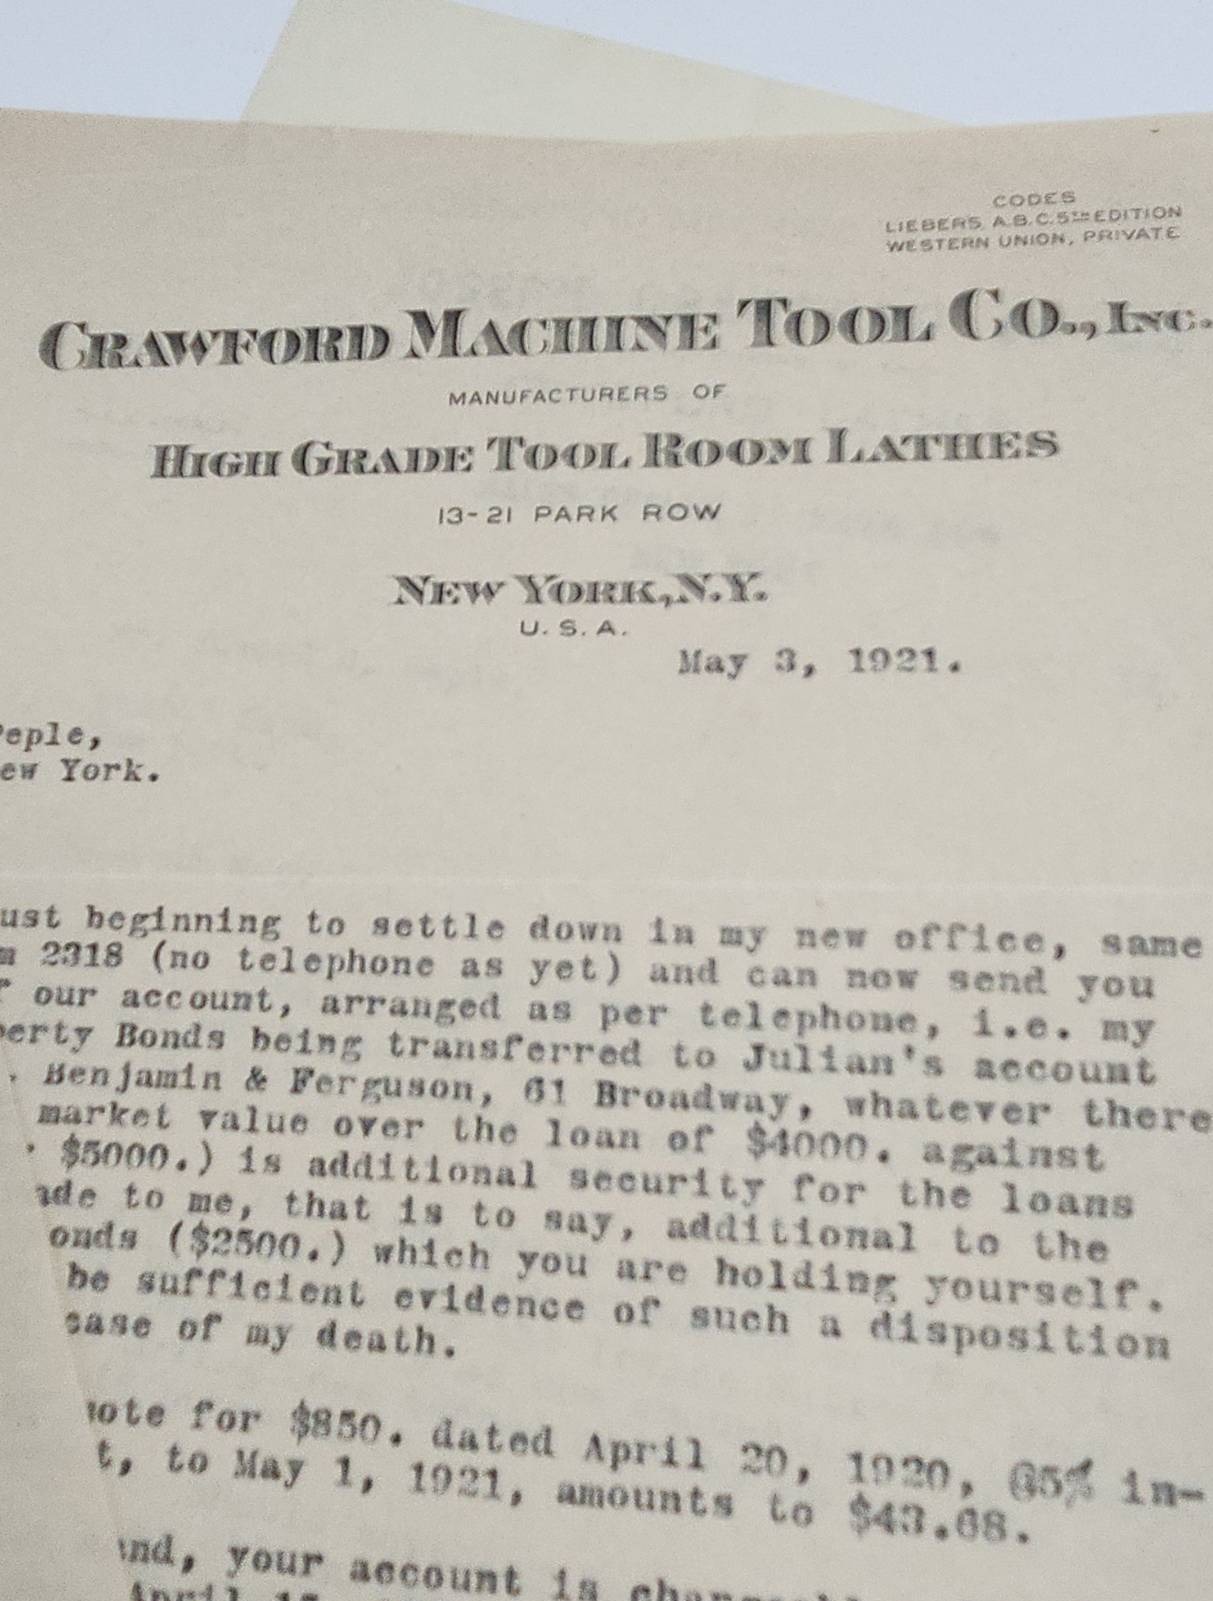 CODES
LIEBERS, A.B.C. 5TH EDITION
WESTERN UNION, PRIVATE
CRAWFORD MACHINE TOOL CO., INC.
MANUFACTURERS OF
HIGH GRADE TOOL ROOM LATHES
13-21 PARK ROW
NEW YORK, N.Y.
U.S.A.
May 3, 1921.
eple,
ew York.
ust beginning to settle down in my new office, same
2318 (no telephone as yet) and can now send you
our account, arranged as per telephone, i.e. my
erty Bonds being transferred to Julian's account
. Benjamin & Ferguson, 61 Broadway, whatever there
market value over the loan of $4000. against
$5000.) is additional security for the loans
ade to me, that is to say, additional to the
onds ($2500.) which you are holding yourself.
be sufficient evidence of such a disposition
case of my death.
note for $850. dated April 20, 1920, @5% in-
t, to May 1, 1921, amounts to $43.68.
and, your account is
April